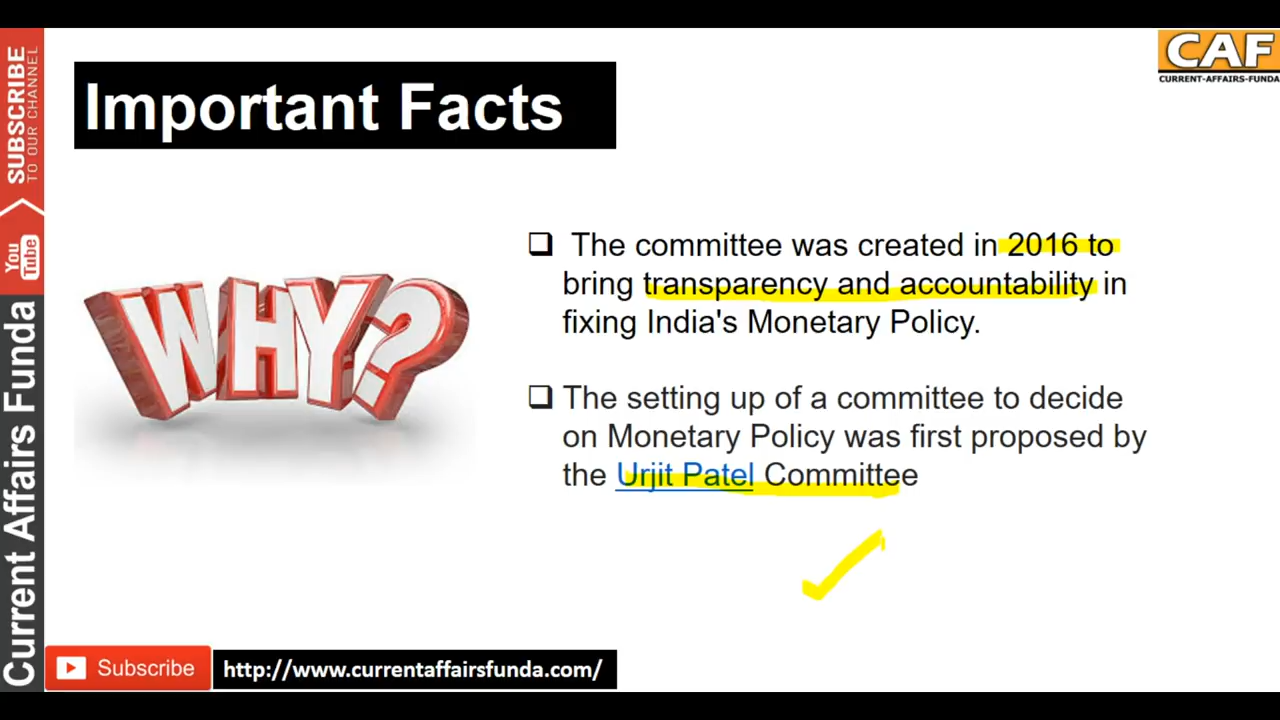 CAF
CURRENT-AFFAIRS-FUNDA
SUBSCRIBE
TO OUR CHANNEL
You
Tube
Current Affairs Funda
Important Facts
WHY?
❑ The committee was created in 2016 to
bring transparency and accountability in
fixing India's Monetary Policy.
❑ The setting up of a committee to decide
on Monetary Policy was first proposed by
the Urjit Patel Committee
Subscribe
http://www.currentaffairsfunda.com/